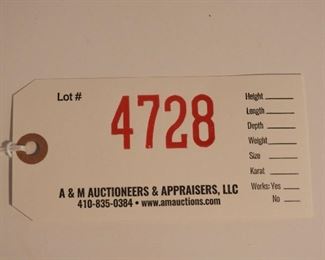 Lot #
4728
Height
Length
Depth
Weight
Size
Karat
Works: Yes
No
A & M AUCTIONEERS & APPRAISERS, LLC
410-835-0384 • www.amauctions.com